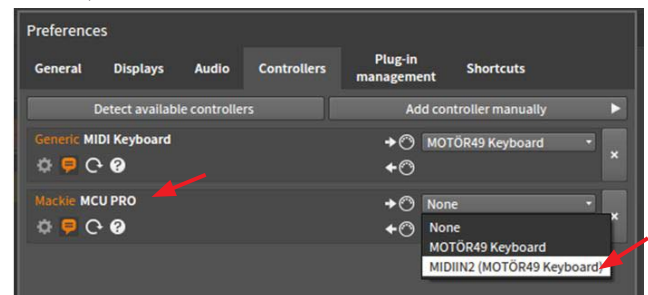 Preferences
General Displays Audio Controllers Plug-in management Shortcuts
Detect available controllers Add controller manually
Generic MIDI Keyboard MOTÖR49 Keyboard
Mackie MCU PRO None
None
MOTÖR49 Keyboard
MIDIIN2 (MOTÖR49 Keyboard)